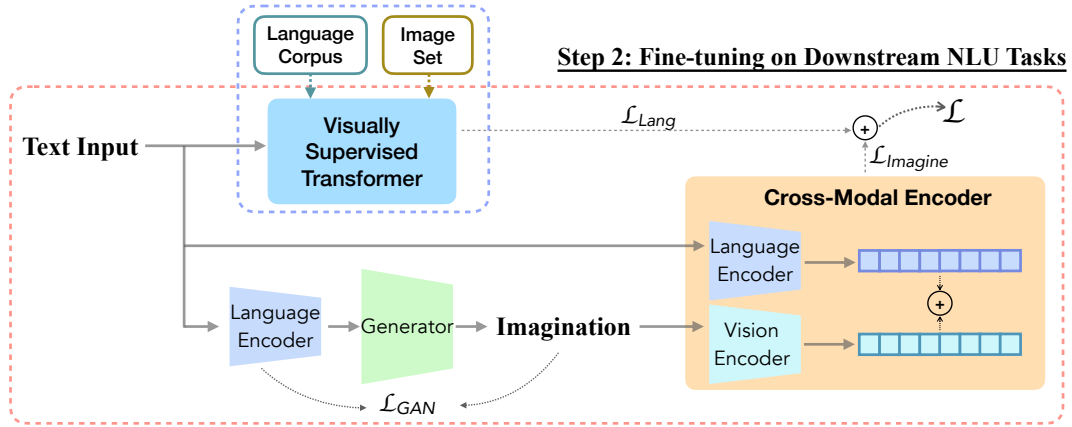 Language
Corpus
Image
Set
Step 2: Fine-tuning on Downstream NLU Tasks
Text Input
Visually
Supervised
Transformer
ℒLang
+
ℒ
ℒImagine
Cross-Modal Encoder
Language
Encoder
+
Language
Encoder
Generator
Imagination
Vision
Encoder
ℒGAN